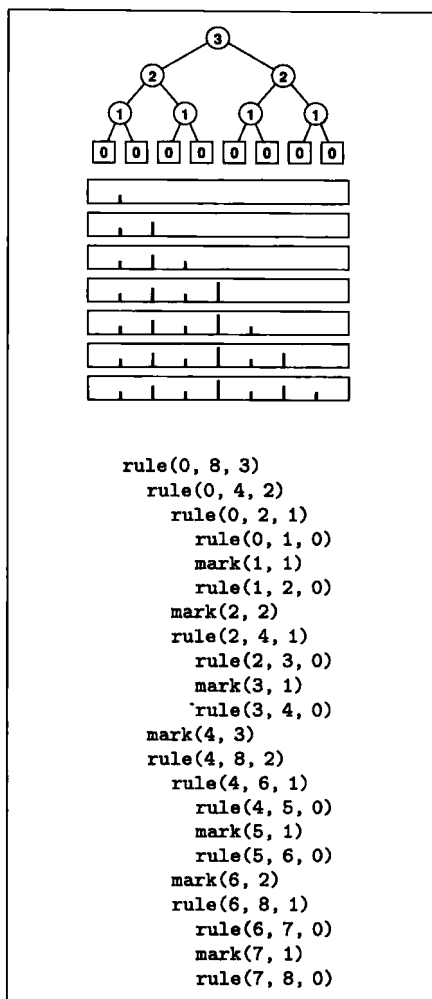 3
2 2
1 1 1 1
0 0 0 0 0 0 0 0
rule(0, 8, 3)
rule(0, 4, 2)
rule(0, 2, 1)
rule(0, 1, 0)
mark(1, 1)
rule(1, 2, 0)
mark(2, 2)
rule(2, 4, 1)
rule(2, 3, 0)
mark(3, 1)
rule(3, 4, 0)
mark(4, 3)
rule(4, 8, 2)
rule(4, 6, 1)
rule(4, 5, 0)
mark(5, 1)
rule(5, 6, 0)
mark(6, 2)
rule(6, 8, 1)
rule(6, 7, 0)
mark(7, 1)
rule(7, 8, 0)